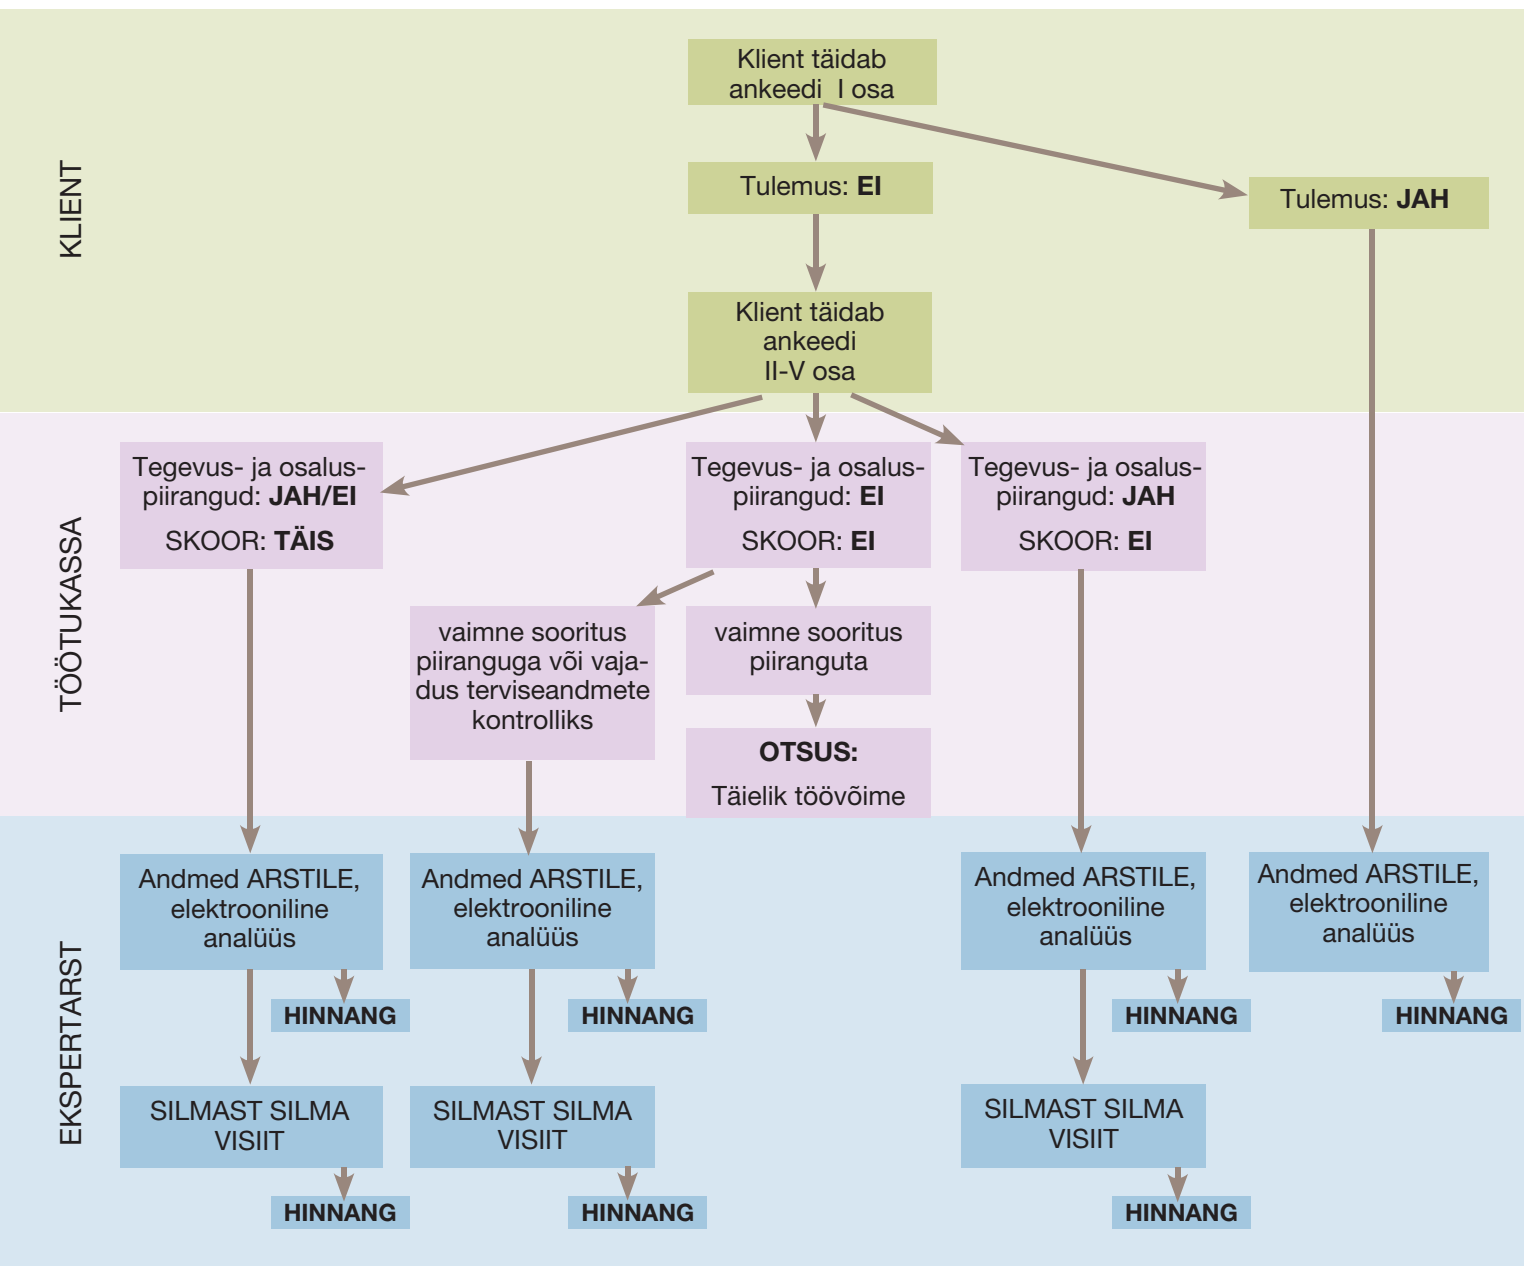 KLIENT
Klient täidab
ankeedi I osa
Tulemus: EI
Tulemus: JAH
Klient täidab
ankeedi
II-V osa
TÖÖTUKASSA
Tegevus- ja osalus-
piirangud: JAH/EI
SKOOR: TÄIS
Tegevus- ja osalus-
piirangud: EI
SKOOR: EI
Tegevus- ja osalus-
piirangud: JAH
SKOOR: EI
vaimne sooritus
piiranguga või vaja-
dus terviseandmete
kontrolliks
vaimne sooritus
piiranguta
OTSUS:
Täielik töövõime
EKSPERTARST
Andmed ARSTILE,
elektrooniline
analüüs
Andmed ARSTILE,
elektrooniline
analüüs
Andmed ARSTILE,
elektrooniline
analüüs
Andmed ARSTILE,
elektrooniline
analüüs
HINNANG
HINNANG
HINNANG
HINNANG
SILMAST SILMA
VISIIT
SILMAST SILMA
VISIIT
SILMAST SILMA
VISIIT
HINNANG
HINNANG
HINNANG